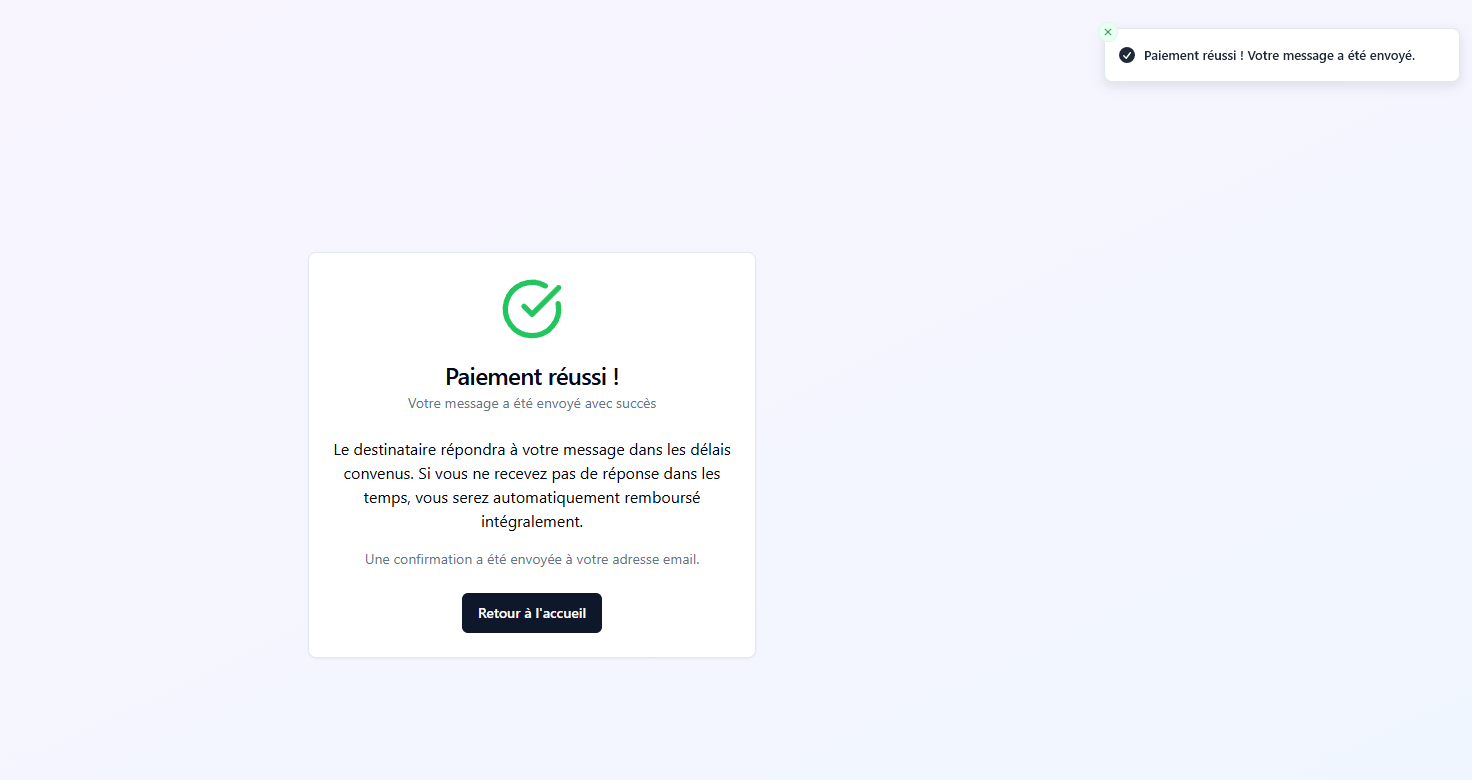 Paiement réussi ! Votre message a été envoyé.
Paiement réussi !
Votre message a été envoyé avec succès
Le destinataire répondra à votre message dans les délais
convenus. Si vous ne recevez pas de réponse dans les
temps, vous serez automatiquement remboursé
intégralement.
Une confirmation a été envoyée à votre adresse email.
Retour à l'accueil